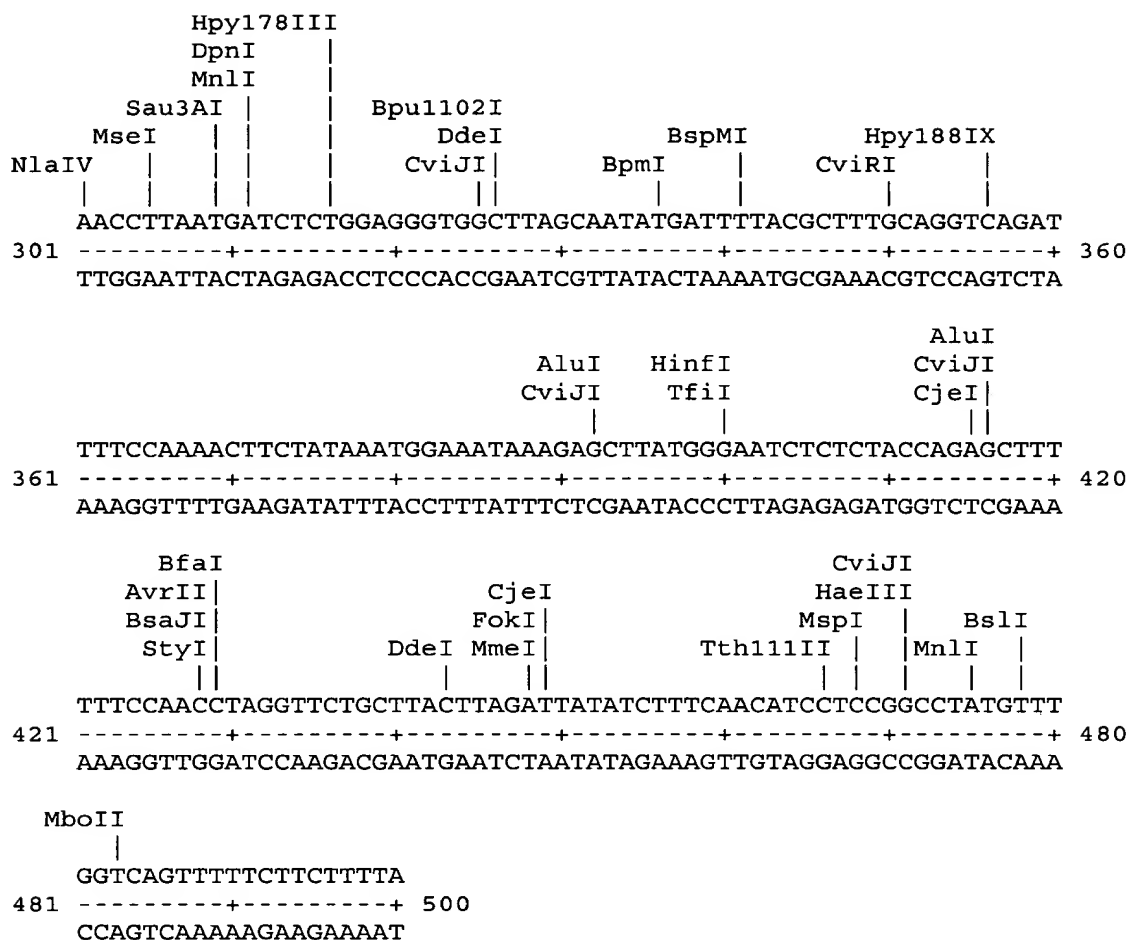 Hpy178III
DpnI
MnlI
Sau3AI Bpu1102I
MseI DdeI BspMI Hpy188IX
NlaIV CviJI BpmI CviRI
AACCTTAATGATCTCTGGAGGGTGGCTTAGCAATATGATTTTACGCTTTGCAGGTCAGAT
301 ---------+---------+---------+---------+---------+---------+ 360
TTGGAATTACTAGAGACCTCCCACCGAATCGTTATACTAAAATGCGAAACGTCCAGTCTA
AluI
AluI HinfI CviJI
CviJI TfiI CjeI
TTTCCAAAACTTCTATAAATGGAAATAAAGAGCTTATGGGAATCTCTCTACCAGAGCTTT
361 ---------+---------+---------+---------+---------+---------+ 420
AAAGGTTTTGAAGATATTTACCTTTATTTCTCGAATACCCTTAGAGAGATGGTCTCGAAA
BfaI CviJI
AvrII CjeI HaeIII
BsaJI FokI MspI BslI
StyI DdeI MmeI Tth111II MnlI
TTTCCAACCTAGGTTCTGCTTACTTAGATTATATCTTTCAACATCCTCCGGCCTATGTTT
421 ---------+---------+---------+---------+---------+---------+ 480
AAAGGTTGGATCCAAGACGAATGAATCTAATATAGAAAGTTGTAGGAGGCCGGATACAAA
MboII
GGTCAGTTTTTCTTCTTTTA
481 ---------+---------+ 500
CCAGTCAAAAAGAAGAAAAT